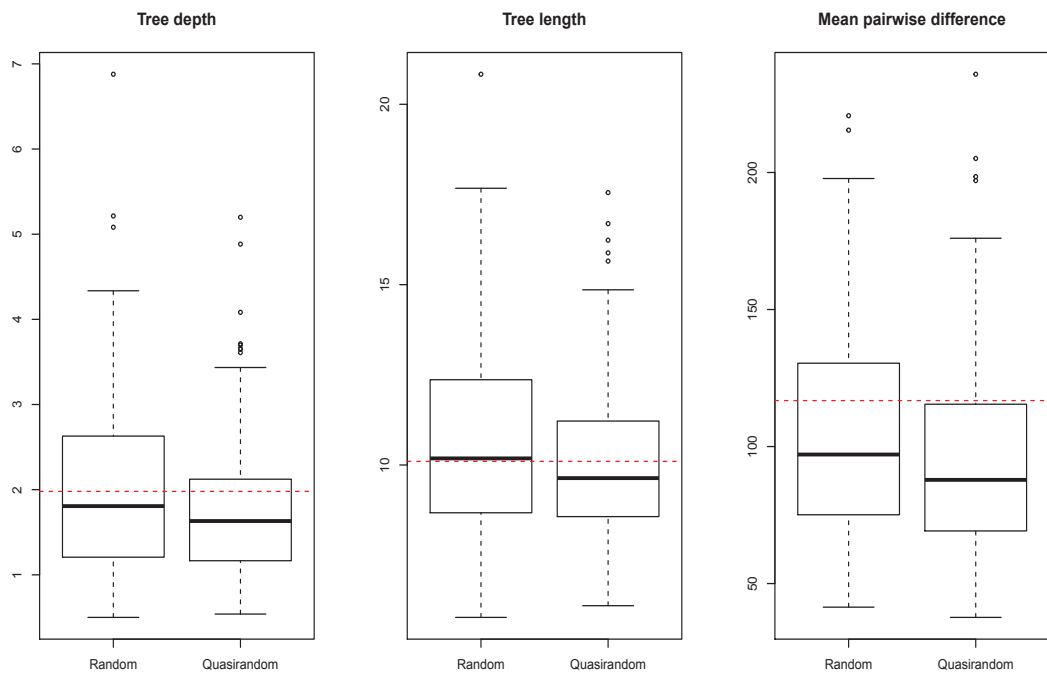 Tree depth
7
6
5
4
3
2
1
Random Quasirandom
Tree length
20
15
10
Random Quasirandom
Mean pairwise difference
200
150
100
50
Random Quasirandom